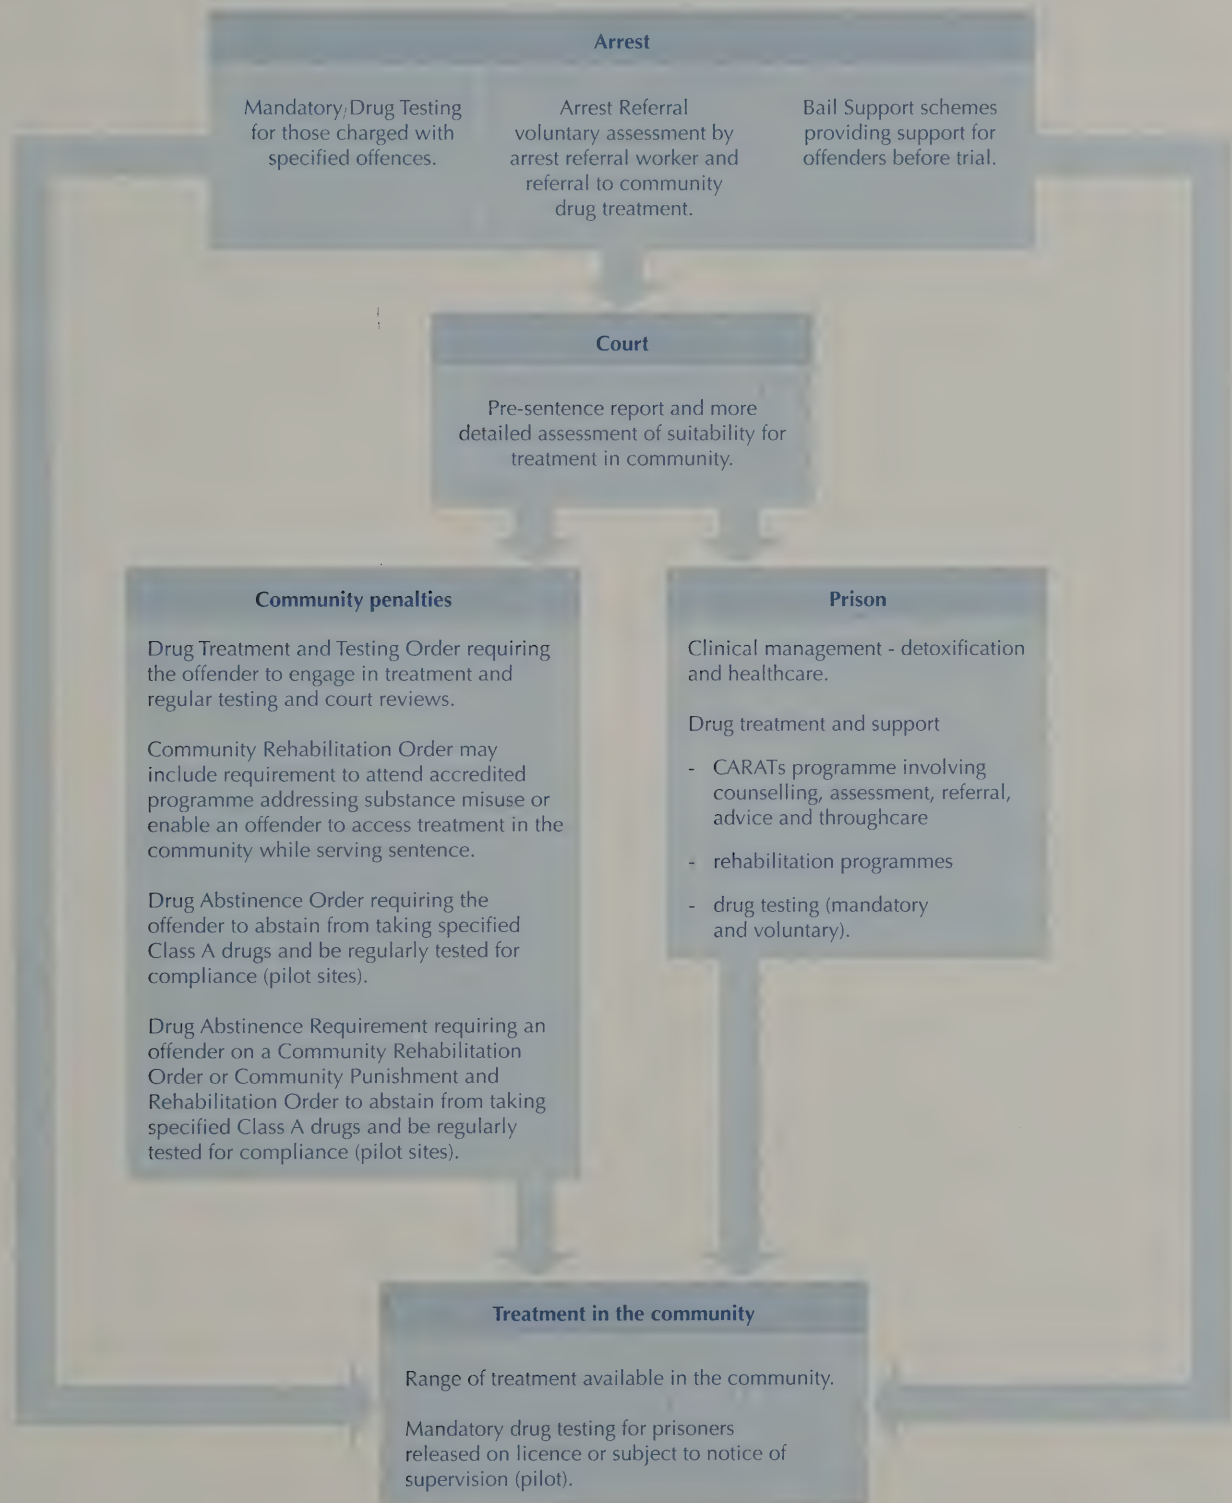 Arrest
Mandatory Drug Testing
for those charged with
specified offences.
Arrest Referral
voluntary assessment by
arrest referral worker and
referral to community
drug treatment.
Bail Support schemes
providing support for
offenders before trial.
Court
Pre-sentence report and more
detailed assessment of suitability for
treatment in community.
Community penalties
Drug Treatment and Testing Order requiring
the offender to engage in treatment and
regular testing and court reviews.
Community Rehabilitation Order may
include requirement to attend accredited
programme addressing substance misuse or
enable an offender to access treatment in the
community while serving sentence.
Drug Abstinence Order requiring the
offender to abstain from taking specified
Class A drugs and be regularly tested for
compliance (pilot sites).
Drug Abstinence Requirement requiring an
offender on a Community Rehabilitation
Order or Community Punishment and
Rehabilitation Order to abstain from taking
specified Class A drugs and be regularly
tested for compliance (pilot sites).
Prison
Clinical management - detoxification
and healthcare.
Drug treatment and support
- CARATs programme involving
counselling, assessment, referral,
advice and throughcare
- rehabilitation programmes
- drug testing (mandatory
and voluntary).
Treatment in the community
Range of treatment available in the community.
Mandatory drug testing for prisoners
released on licence or subject to notice of
supervision (pilot).